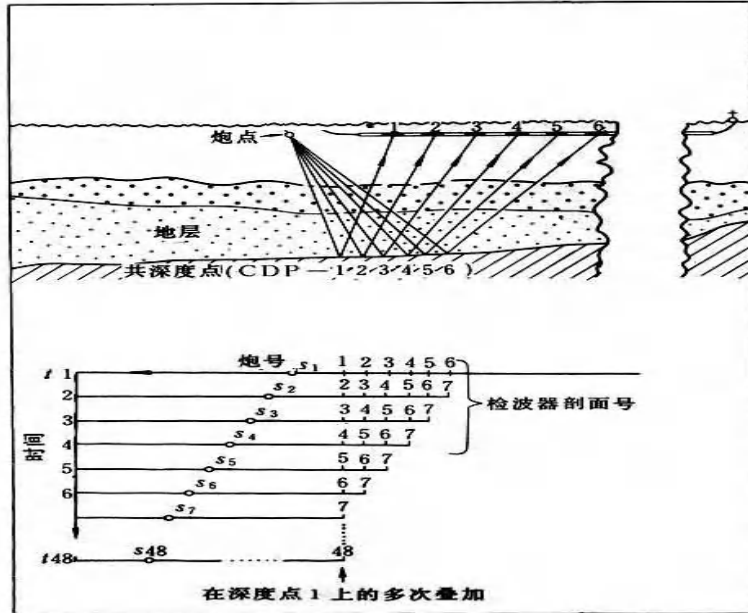 1 2 3 4 5 6
炮点
地层
共深度点(CDP—1 2 3 4 5 6)
炮号 s1 1 2 3 4 5 6
t 1
s2 2 3 4 5 6 7
2
s3 3 4 5 6 7
3
检波器剖面号
s4 4 5 6 7
4
时间
s5 5 6 7
5
s6 6 7
6
s7 7
t48 s48 48
在深度点1上的多次叠加